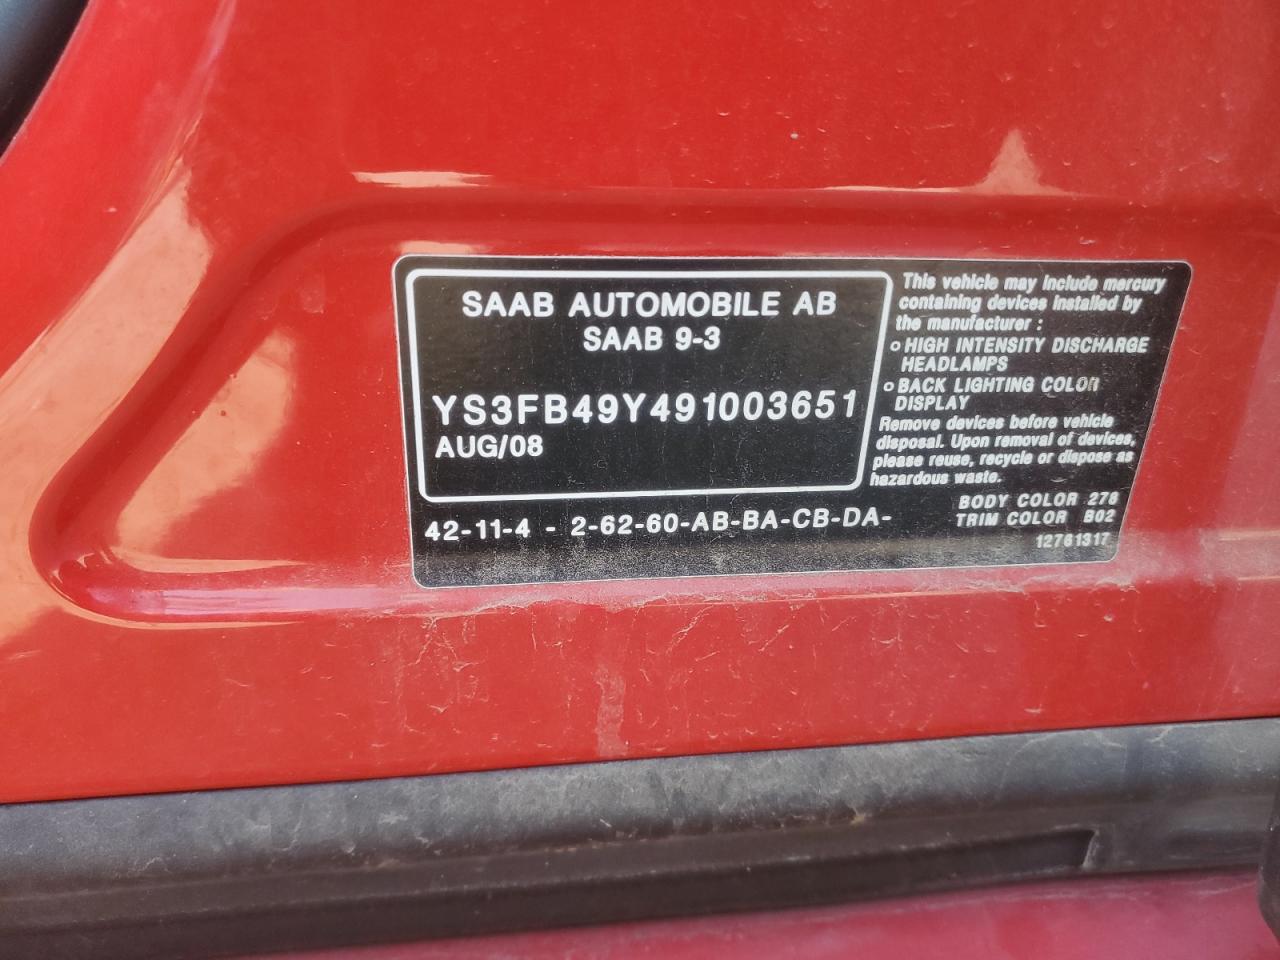 SAAB AUTOMOBILE AB
SAAB 9-3
YS3FB49Y491003651
AUG/08
42-11-4 - 2-62-60-AB-BA-CB-DA-
This vehicle may include mercury
containing devices installed by
the manufacturer :
o HIGH INTENSITY DISCHARGE
HEADLAMPS
o BACK LIGHTING COLOR
DISPLAY
Remove devices before vehicle
disposal. Upon removal of devices,
please reuse, recycle or dispose as
hazardous waste.
BODY COLOR 278
TRIM COLOR B02
12761317